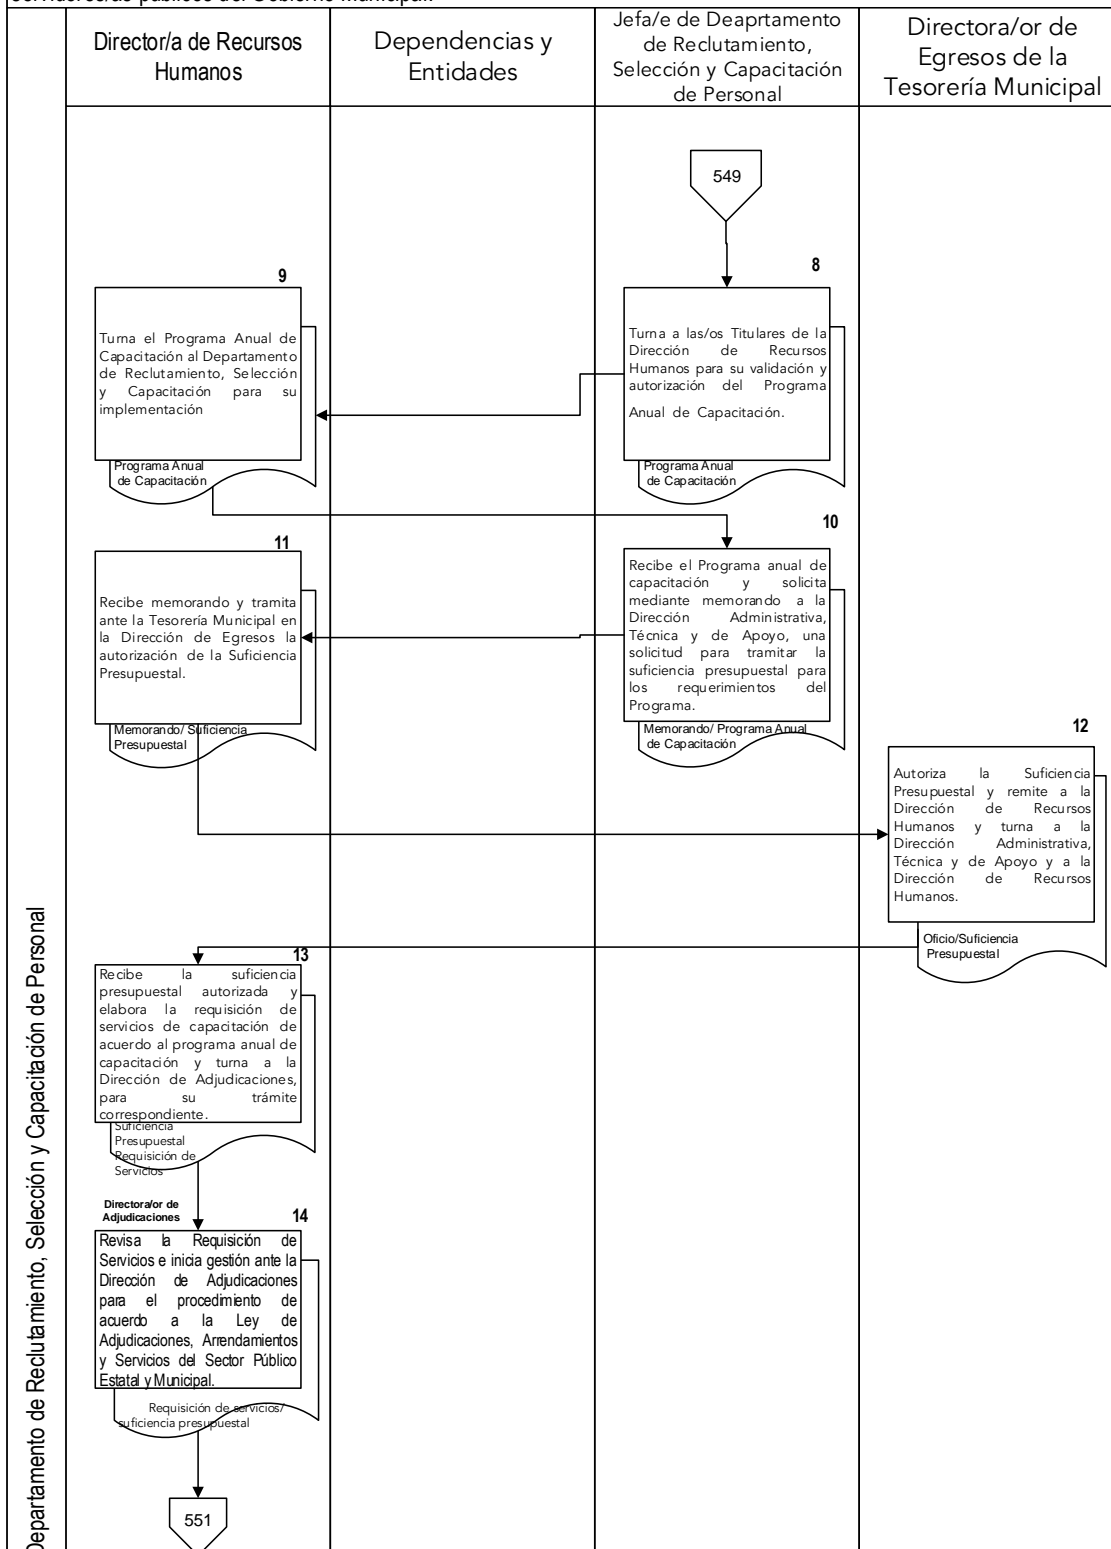 servidores/as públicos del Gobierno Municipal.
Director/a de Recursos
Humanos
Dependencias y
Entidades
Jefa/e de Deaprtamento
de Reclutamiento,
Selección y Capacitación
de Personal
Directora/or de
Egresos de la
Tesorería Municipal
549
8
Turna a las/os Titulares de la
Dirección de Recursos
Humanos para su validación y
autorización del Programa
Anual de Capacitación.
Programa Anual
de Capacitación
9
Turna el Programa Anual de
Capacitación al Departamento
de Reclutamiento, Selección
y Capacitación para su
implementación
Programa Anual
de Capacitación
10
Recibe el Programa anual de
capacitación y solicita
mediante memorando a la
Dirección Administrativa,
Técnica y de Apoyo, una
solicitud para tramitar la
suficiencia presupuestal para
los requerimientos del
Programa.
Memorando/ Programa Anual
de Capacitación
11
Recibe memorando y tramita
ante la Tesorería Municipal en
la Dirección de Egresos la
autorización de la Suficiencia
Presupuestal.
Memorando/ Suficiencia
Presupuestal
12
Autoriza la Suficiencia
Presupuestal y remite a la
Dirección de Recursos
Humanos y turna a la
Dirección Administrativa,
Técnica y de Apoyo y a la
Dirección de Recursos
Humanos.
Oficio/Suficiencia
Presupuestal
13
Recibe la suficiencia
presupuestal autorizada y
elabora la requisición de
servicios de capacitación de
acuerdo al programa anual de
capacitación y turna a la
Dirección de Adjudicaciones,
para su trámite
correspondiente.
Suficiencia
Presupuestal
Requisición de
Servicios
Directora/or de
Adjudicaciones
14
Revisa la Requisición de
Servicios e inicia gestión ante la
Dirección de Adjudicaciones
para el procedimiento de
acuerdo a la Ley de
Adjudicaciones, Arrendamientos
y Servicios del Sector Público
Estatal y Municipal.
Requisición de servicios/
suficiencia presupuestal
551
Departamento de Reclutamiento, Selección y Capacitación de Personal